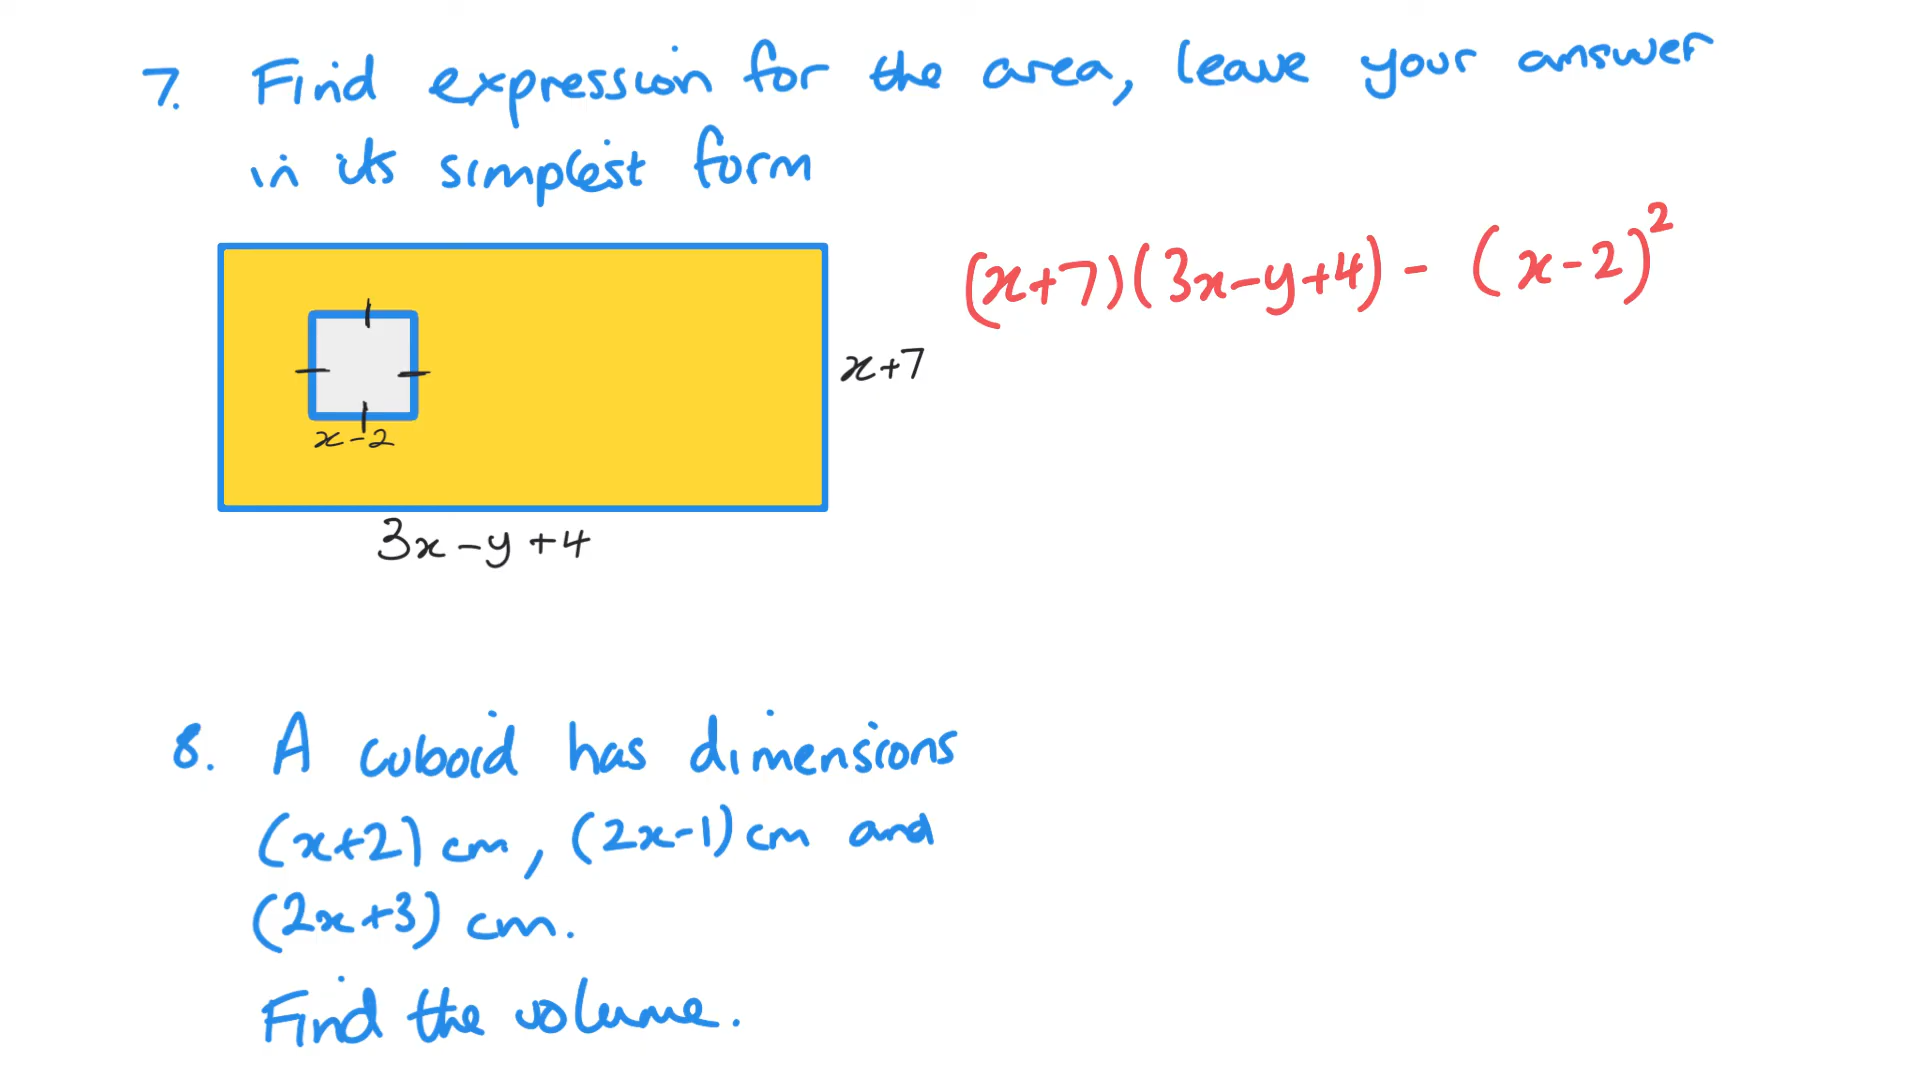 7. Find expression for the area, leave your answer
in its simplest form
(x+7)(3x-y+4) - (x-2)²
x+7
x-2
3x-y+4
8. A cuboid has dimensions
(x+2) cm, (2x-1) cm and
(2x+3) cm.
Find the volume.